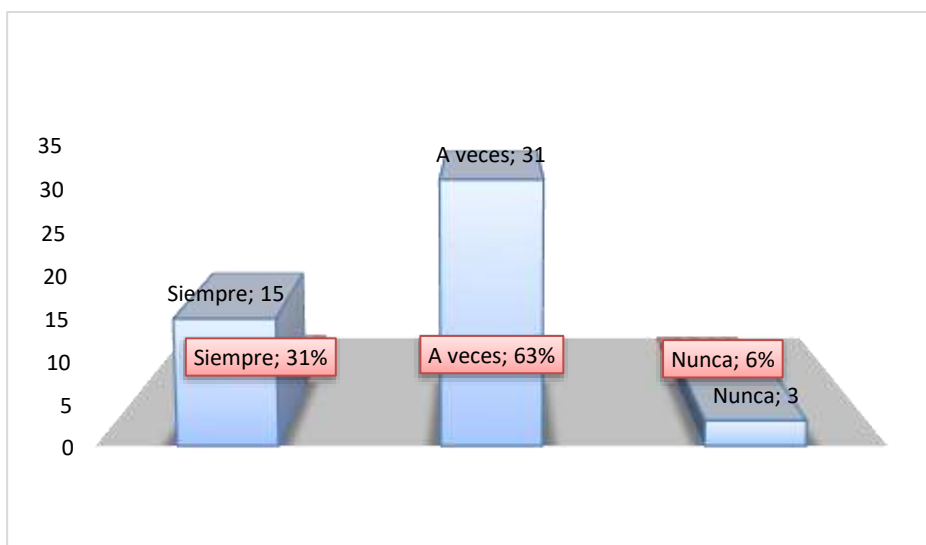 35
A veces; 31
30
25
20
Siempre; 15
15
Siempre; 31%
A veces; 63%
Nunca; 6%
10
Nunca; 3
5
0